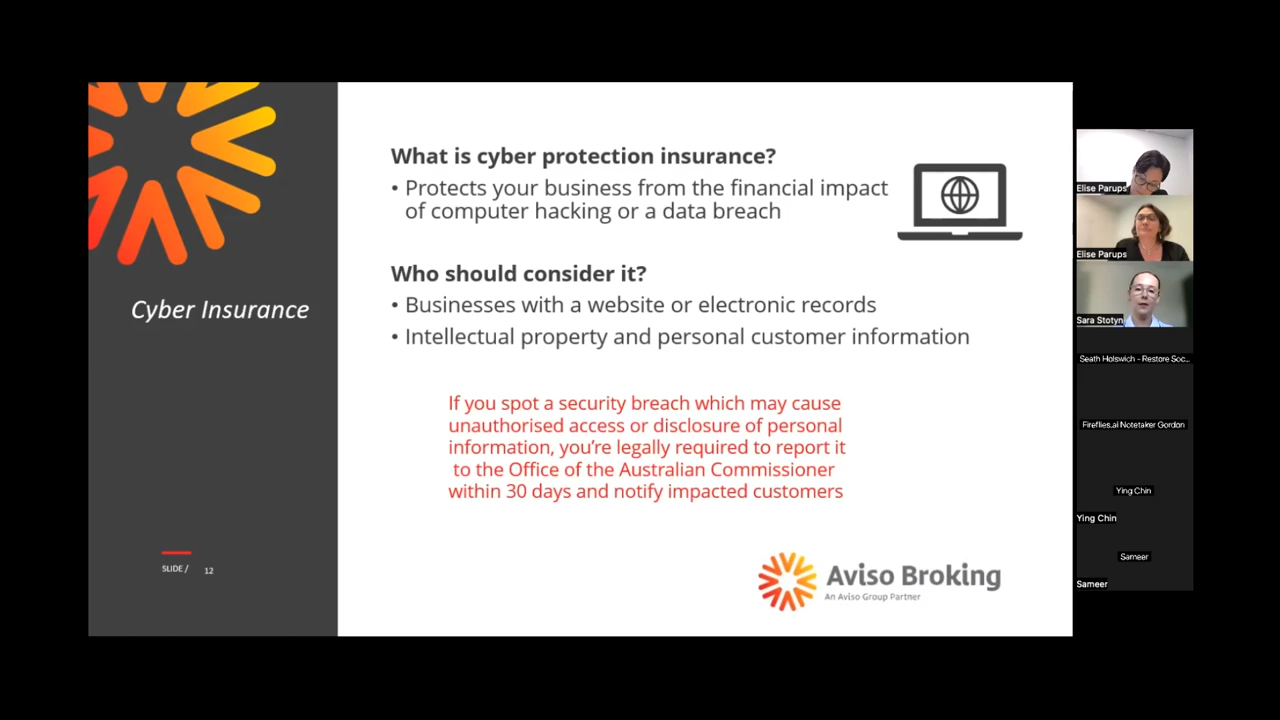 What is cyber protection insurance?
• Protects your business from the financial impact
of computer hacking or a data breach
Who should consider it?
• Businesses with a website or electronic records
• Intellectual property and personal customer information
Cyber Insurance
If you spot a security breach which may cause
unauthorised access or disclosure of personal
information, you're legally required to report it
to the Office of the Australian Commissioner
within 30 days and notify impacted customers
SLIDE / 12
Aviso Broking
An Aviso Group Partner
Elise Parups
Elise Parups
Sara Stotyn
Seath Holswich - Restore Soc...
Fireflies.ai Notetaker Gordon
Ying Chin
Ying Chin
Sameer
Sameer